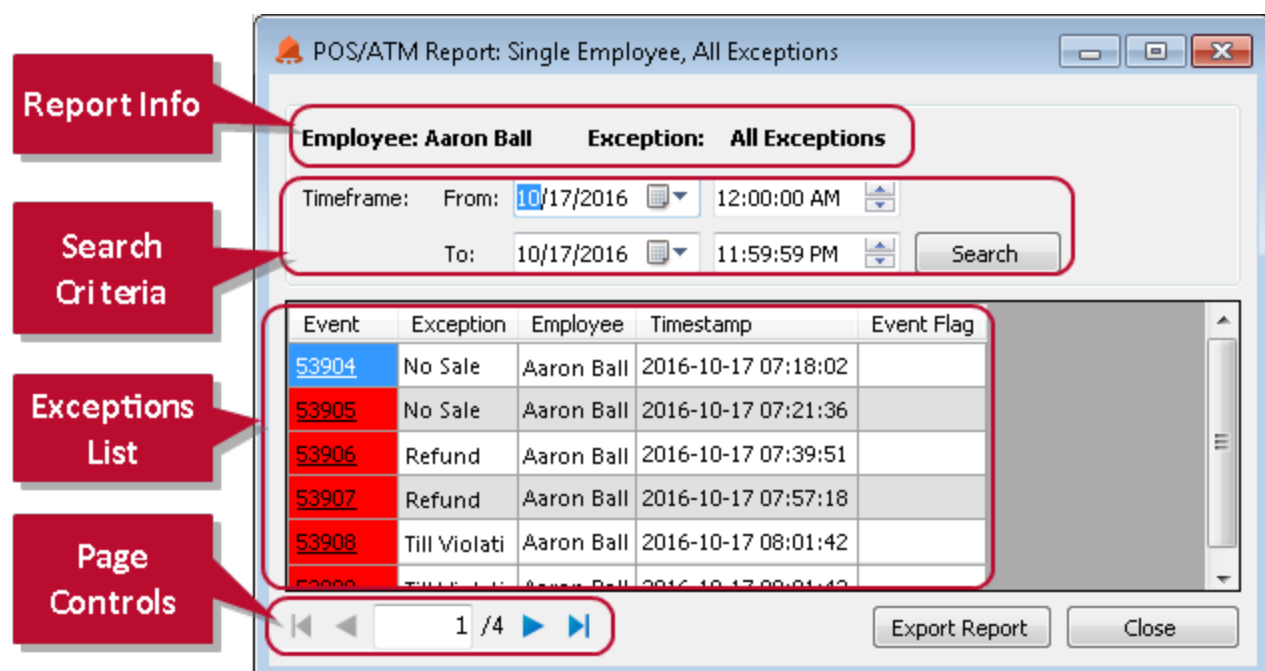 POS/ATM Report: Single Employee, All Exceptions
Report Info
Employee: Aaron Ball Exception: All Exceptions
Search
Criteria
Timeframe: From: 10/17/2016 12:00:00 AM
To: 10/17/2016 11:59:59 PM Search
Exceptions
List
Event Exception Employee Timestamp Event Flag
53904 No Sale Aaron Ball 2016-10-17 07:18:02
53905 No Sale Aaron Ball 2016-10-17 07:21:36
53906 Refund Aaron Ball 2016-10-17 07:39:51
53907 Refund Aaron Ball 2016-10-17 07:57:18
53908 Till Violati Aaron Ball 2016-10-17 08:01:42
Page
Controls
1 /4 Export Report Close